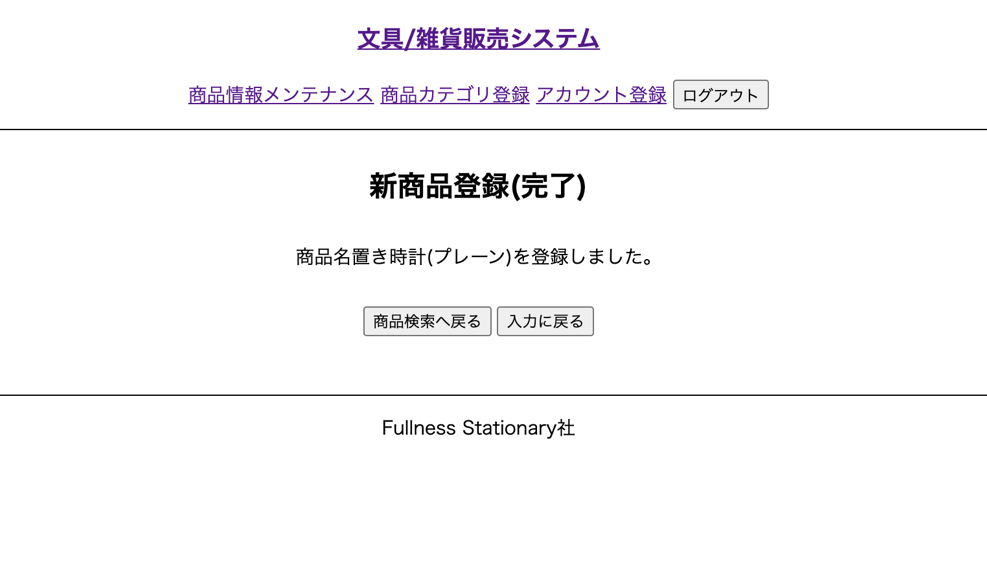 文具/雑貨販売システム
商品情報メンテナンス 商品カテゴリ登録 アカウント登録 ログアウト
新商品登録(完了)
商品名置き時計(プレーン)を登録しました。
商品検索へ戻る 入力に戻る
Fullness Stationary社